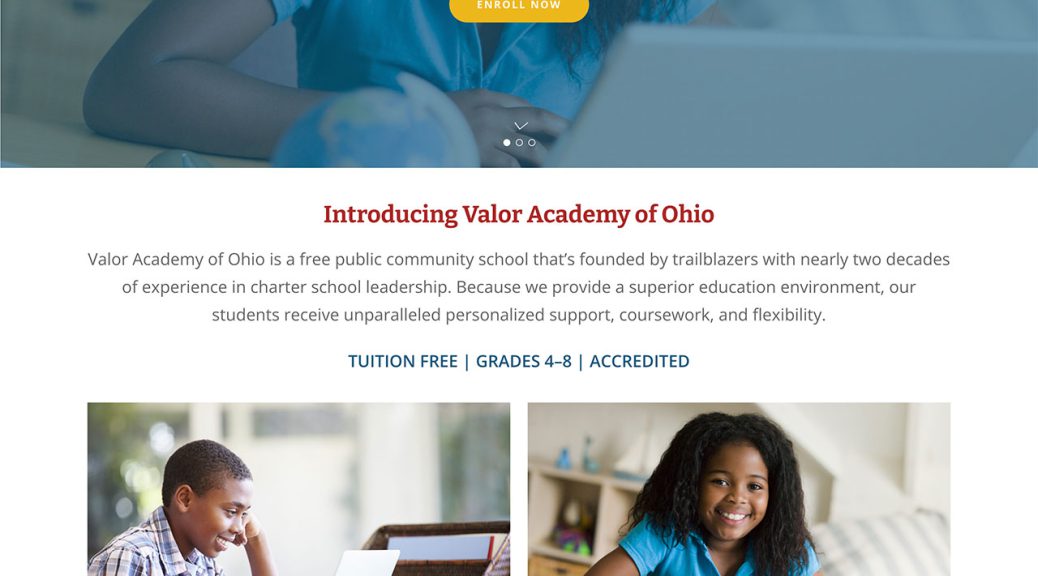 ENROLL NOW
Introducing Valor Academy of Ohio
Valor Academy of Ohio is a free public community school that’s founded by trailblazers with nearly two decades
of experience in charter school leadership. Because we provide a superior education environment, our
students receive unparalleled personalized support, coursework, and flexibility.
TUITION FREE | GRADES 4–8 | ACCREDITED